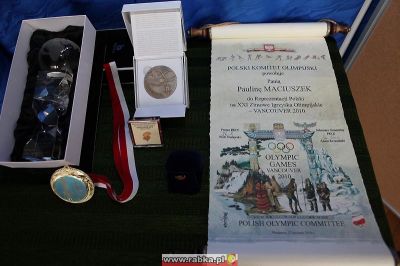 POLSKI KOMITET OLIMPIJSKI
powołuje
Panią
Paulinę MACIUSZEK
do Reprezentacji Polski
na XXI Zimowe Igrzyska Olimpijskie
- VANCOUVER 2010
OLYMPIC
GAMES
VANCOUVER
2010
POLISH OLYMPIC COMMITTEE
www.rabka.pl